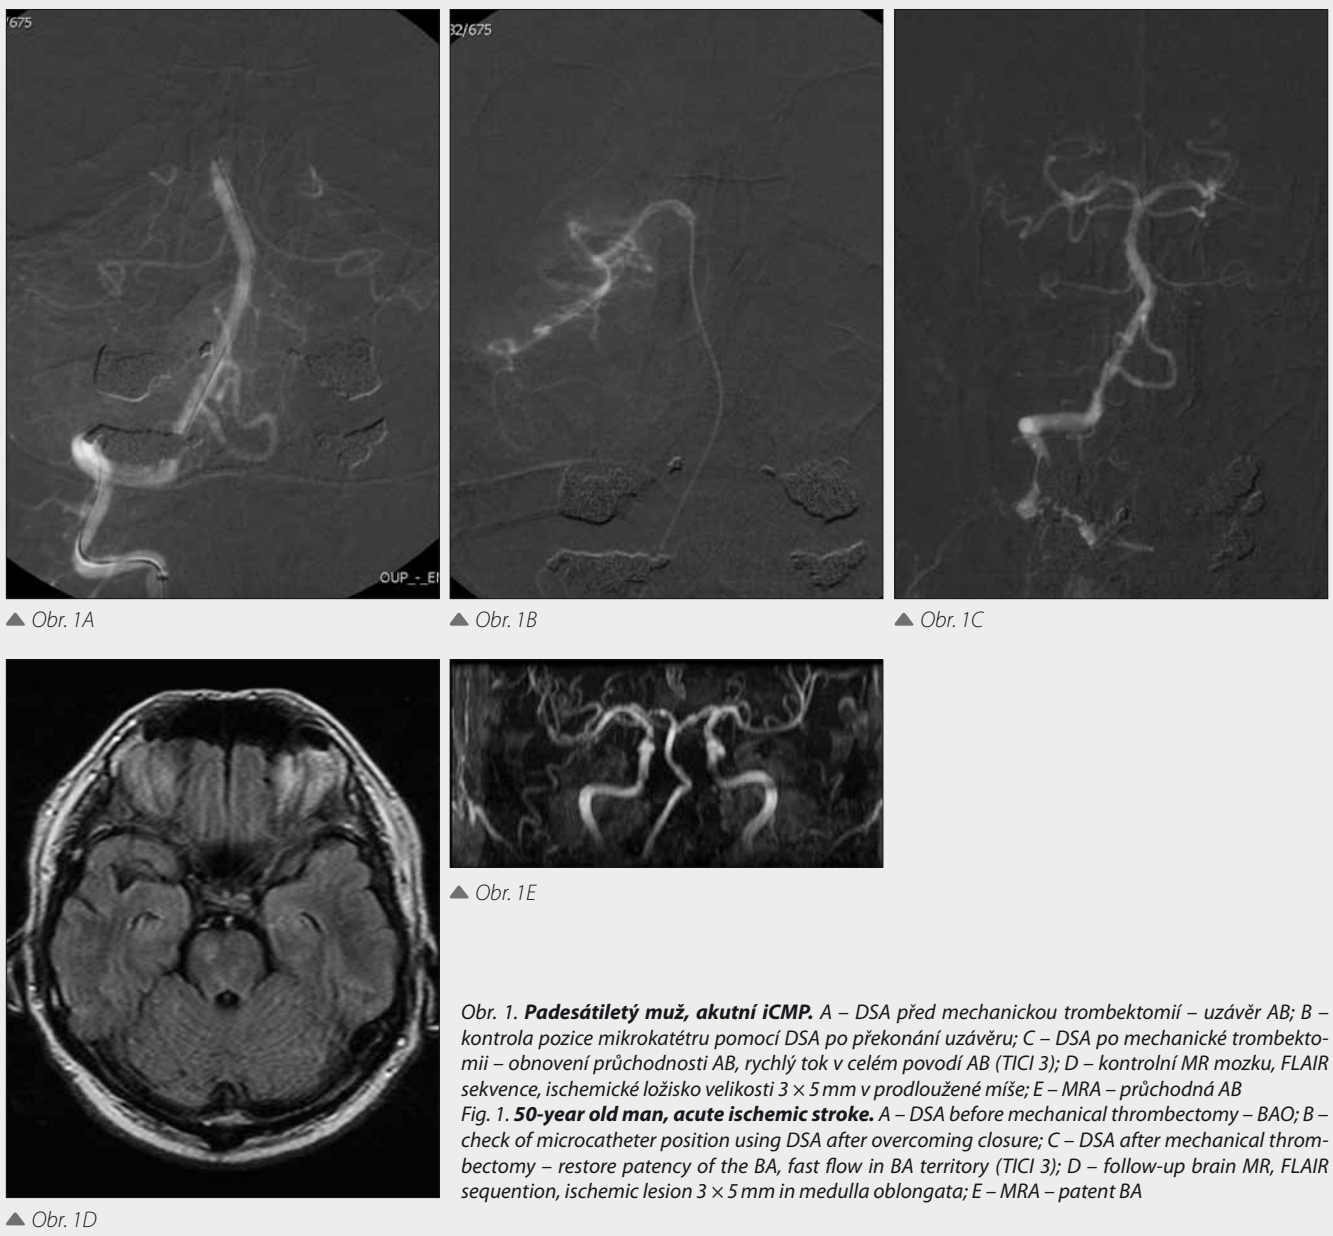 /675
32/675
OUP_-_EI
Obr. 1A
Obr. 1B
Obr. 1C
Obr. 1E
Obr. 1. Padesátiletý muž, akutní iCMP. A – DSA před mechanickou trombektomií – uzávěr AB; B –
kontrola pozice mikrokatétru pomocí DSA po překonání uzávěru; C – DSA po mechanické trombekto-
mii – obnovení průchodnosti AB, rychlý tok v celém povodí AB (TICI 3); D – kontrolní MR mozku, FLAIR
sekvence, ischemické ložisko velikosti 3 × 5 mm v prodloužené míše; E – MRA – průchodná AB
Fig. 1. 50-year old man, acute ischemic stroke. A – DSA before mechanical thrombectomy – BAO; B –
check of microcatheter position using DSA after overcoming closure; C – DSA after mechanical throm-
bectomy – restore patency of the BA, fast flow in BA territory (TICI 3); D – follow-up brain MR, FLAIR
sequention, ischemic lesion 3 × 5 mm in medulla oblongata; E – MRA – patent BA
Obr. 1D